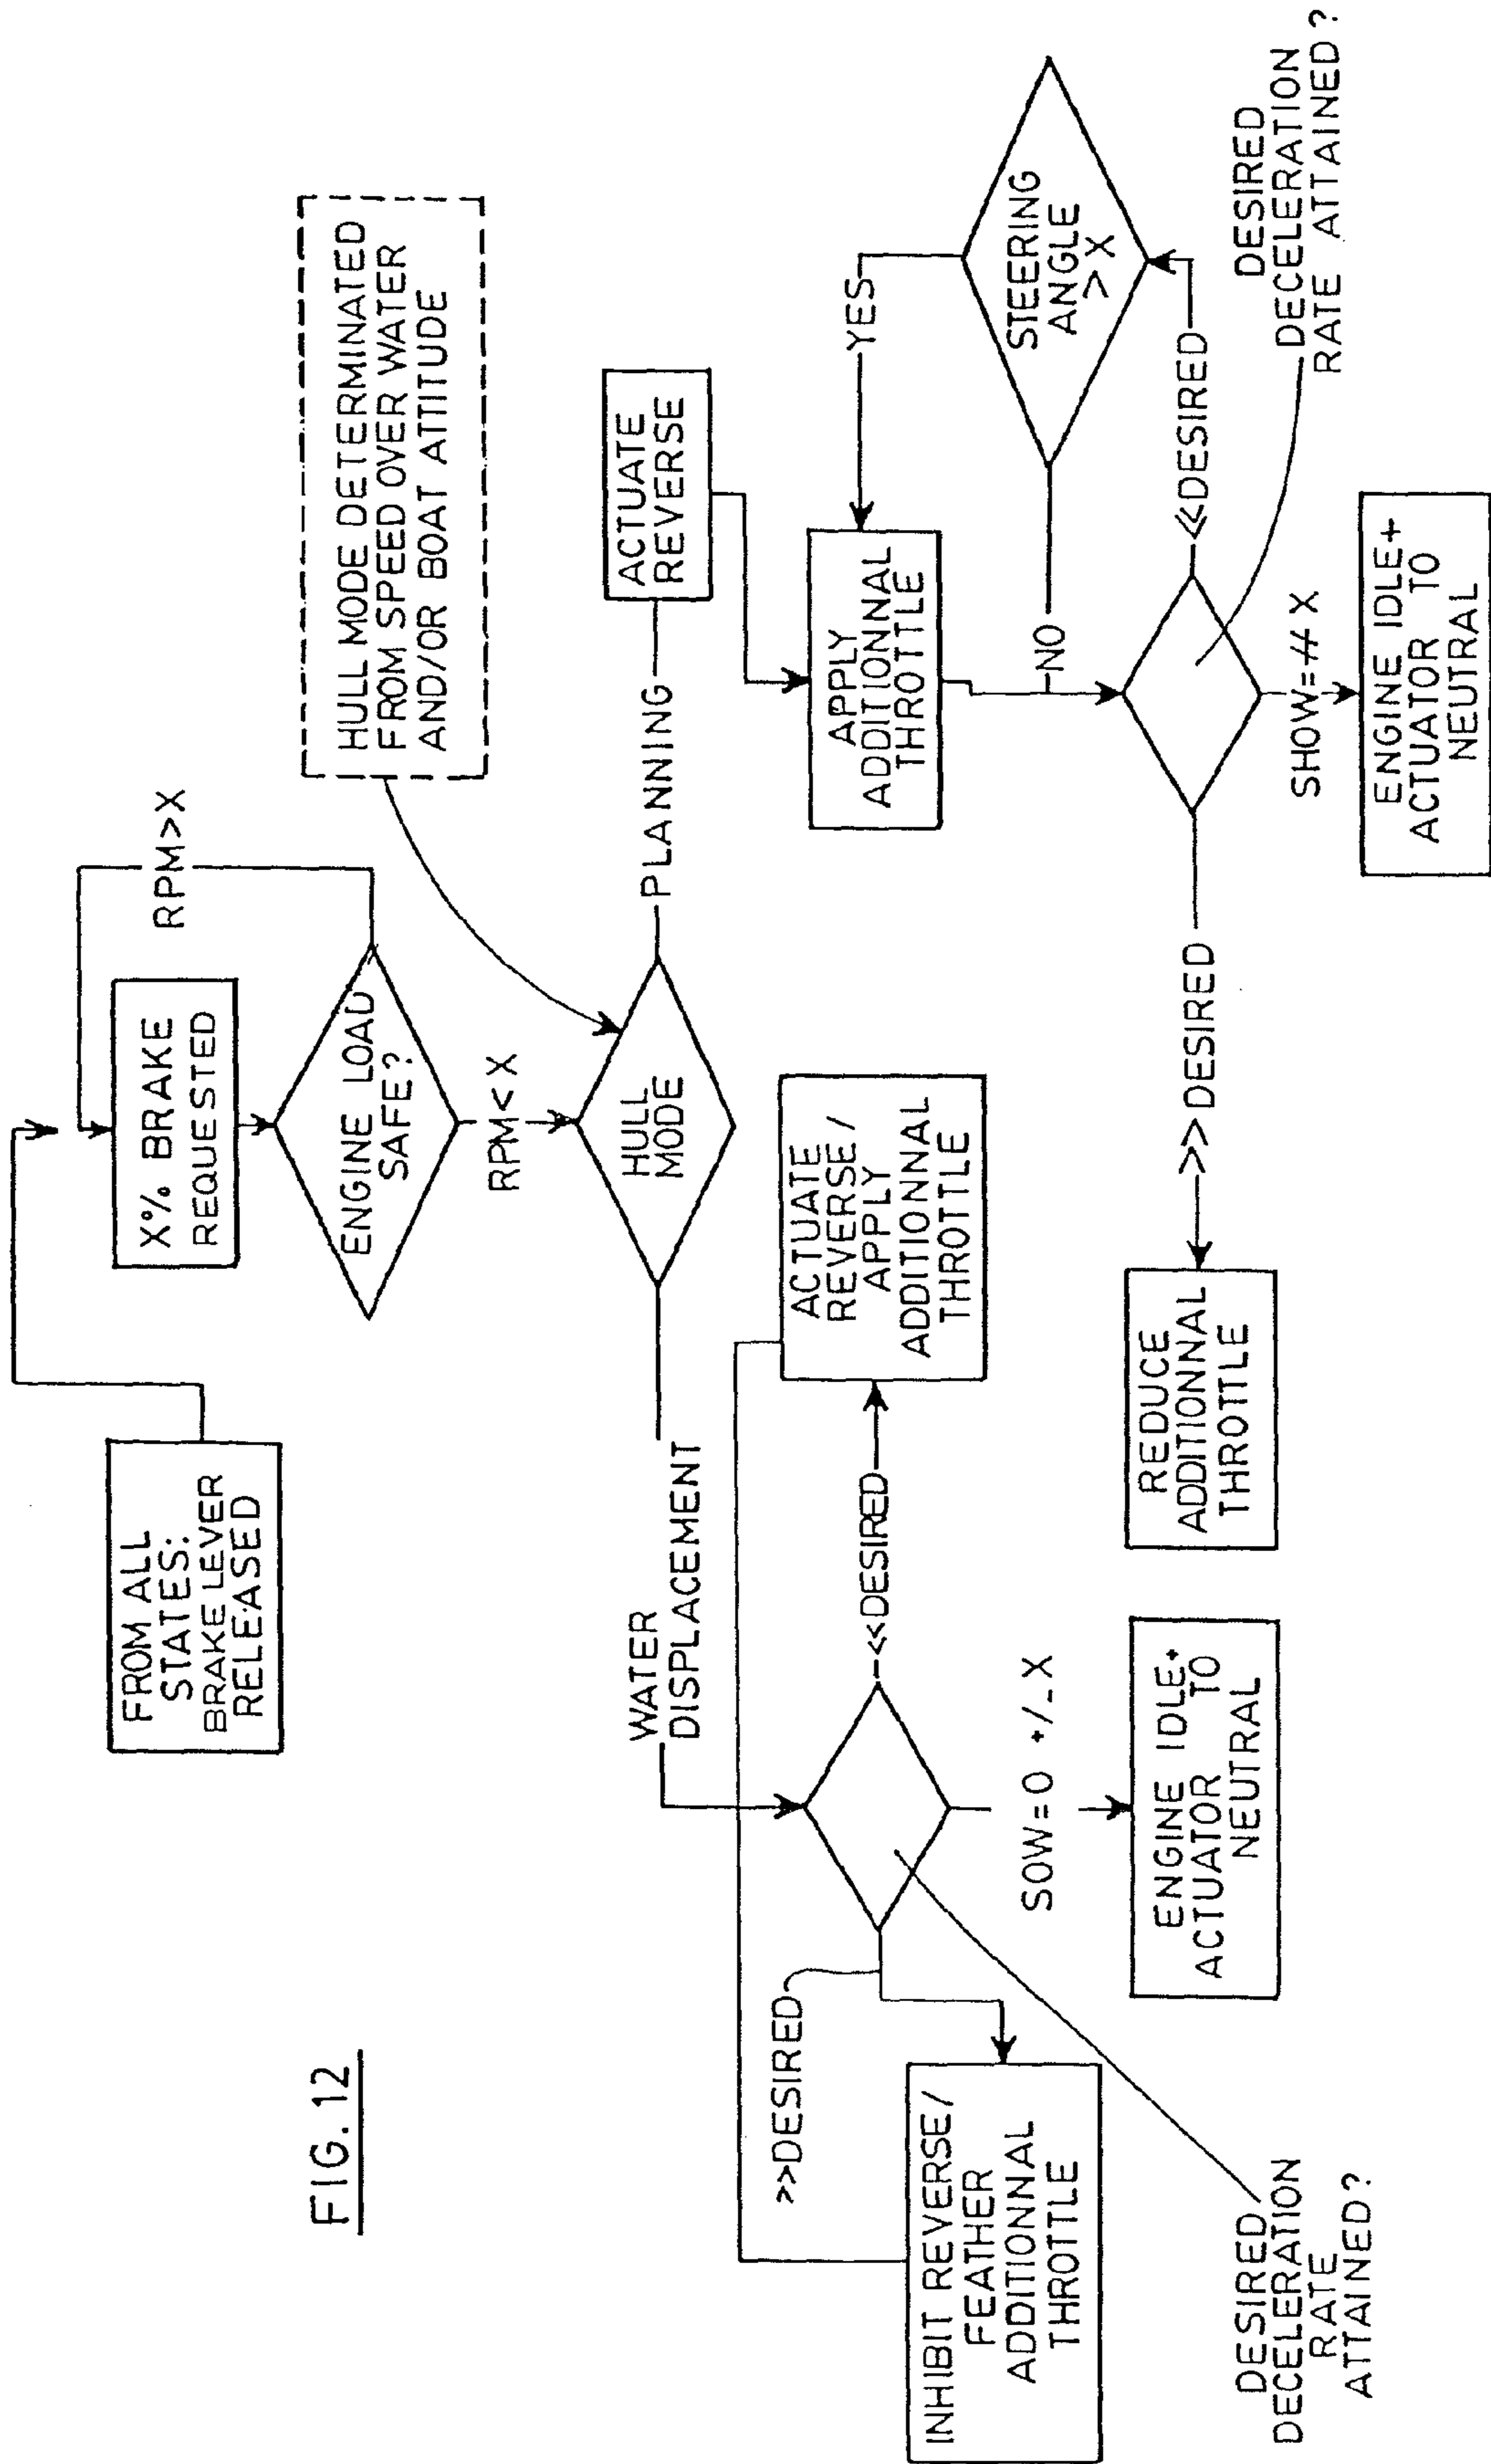 FIG. 12
FROM ALL
STATES:
BRAKE LEVER
RELEASED
X% BRAKE
REQUESTED
RPM>X
ENGINE LOAD
SAFE?
RPM<X
HULL MODE DETERMINATED
FROM SPEED OVER WATER
AND/OR BOAT ATTITUDE
HULL
MODE
WATER
DISPLACEMENT
PLANNING
ACTUATE
REVERSE
>>DESIRED
<<DESIRED
ACTUATE
REVERSE/
APPLY
ADDITIONNAL
THROTTLE
INHIBIT REVERSE/
FEATHER
ADDITIONNAL
THROTTLE
SOW=0 +/-X
ENGINE IDLE+
ACTUATOR TO
NEUTRAL
DESIRED
DECELERATION
RATE
ATTAINED?
APPLY
ADDITIONNAL
THROTTLE
YES
NO
STEERING
ANGLE
>X
<<DESIRED
>>DESIRED
REDUCE
ADDITIONNAL
THROTTLE
SHOW=# X
ENGINE IDLE+
ACTUATOR TO
NEUTRAL
DESIRED
DECELERATION
RATE ATTAINED?